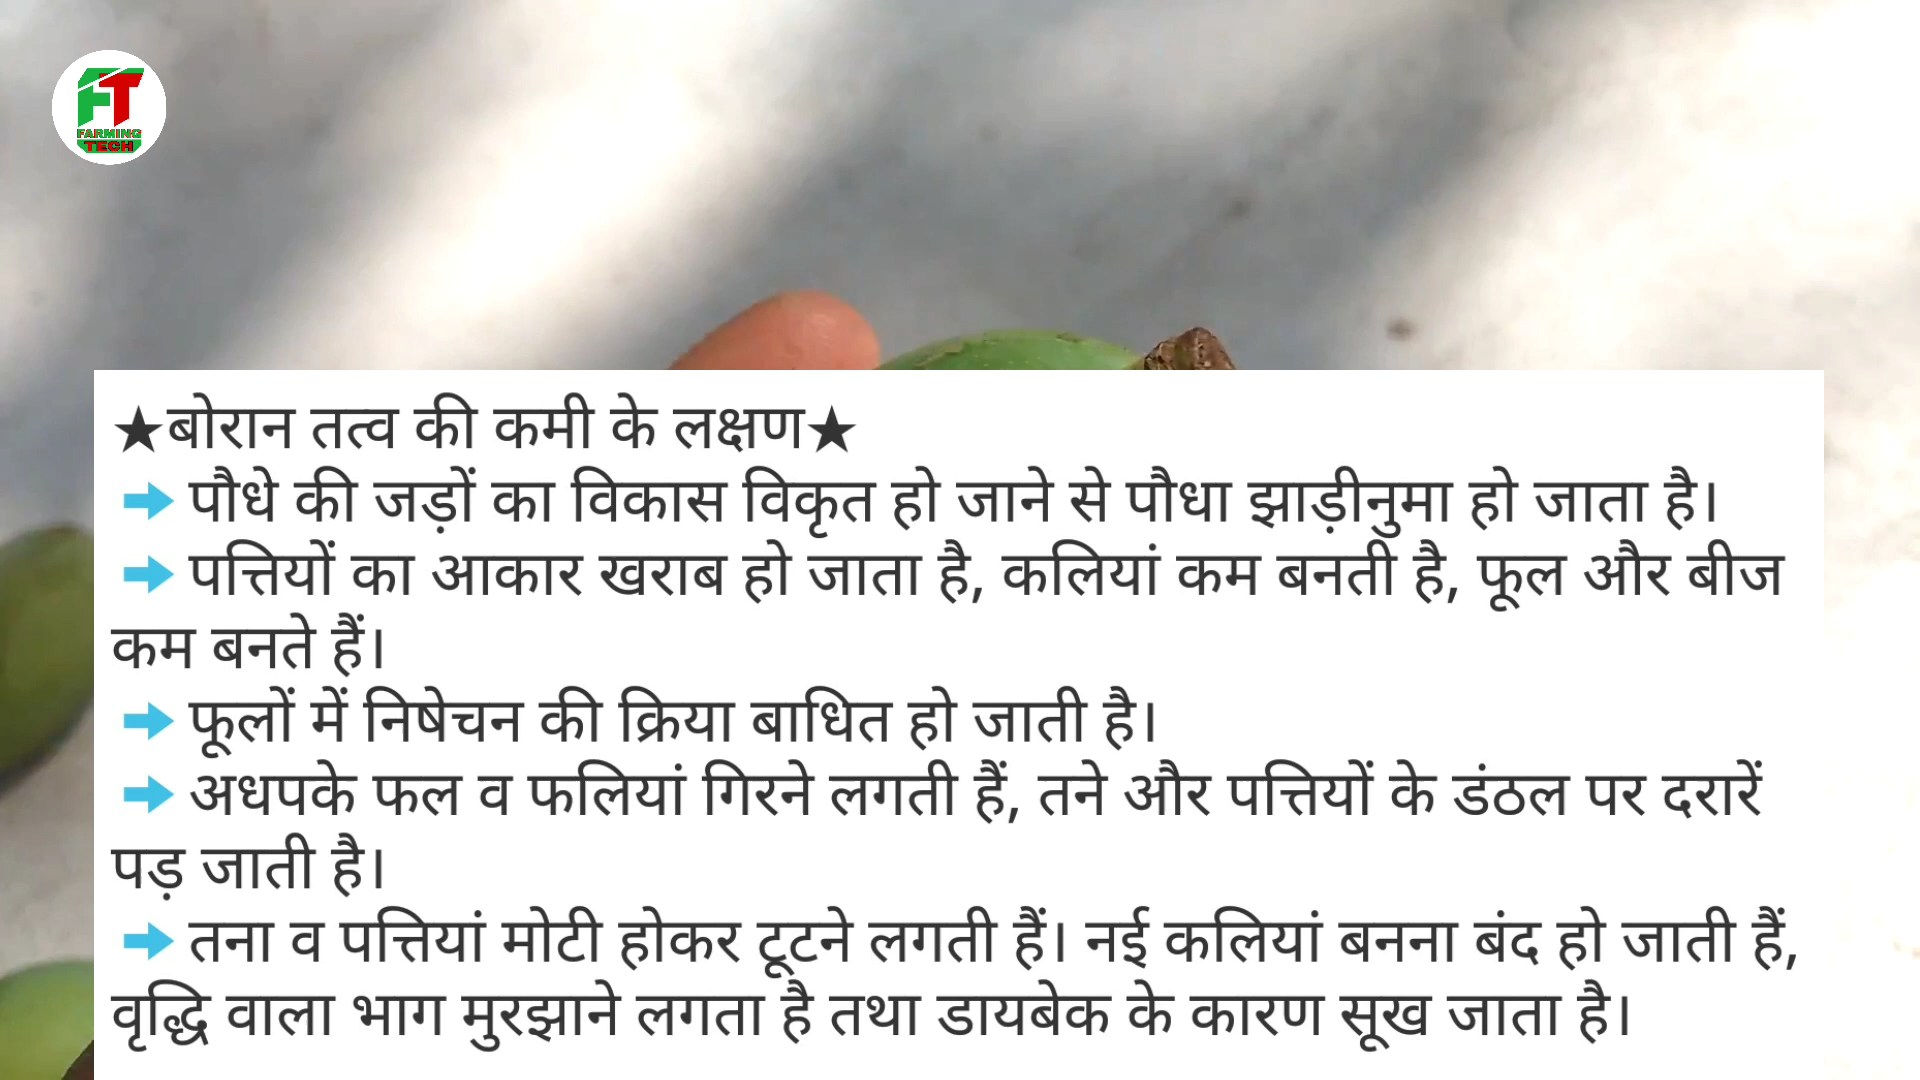 FT
FARMING
TECH
★बोरान तत्व की कमी के लक्षण★
➡ पौधे की जड़ों का विकास विकृत हो जाने से पौधा झाड़ीनुमा हो जाता है।
➡ पत्तियों का आकार खराब हो जाता है, कलियां कम बनती है, फूल और बीज
कम बनते हैं।
➡ फूलों में निषेचन की क्रिया बाधित हो जाती है।
➡ अधपके फल व फलियां गिरने लगती हैं, तने और पत्तियों के डंठल पर दरारें
पड़ जाती है।
➡ तना व पत्तियां मोटी होकर टूटने लगती हैं। नई कलियां बनना बंद हो जाती हैं,
वृद्धि वाला भाग मुरझाने लगता है तथा डायबेक के कारण सूख जाता है।